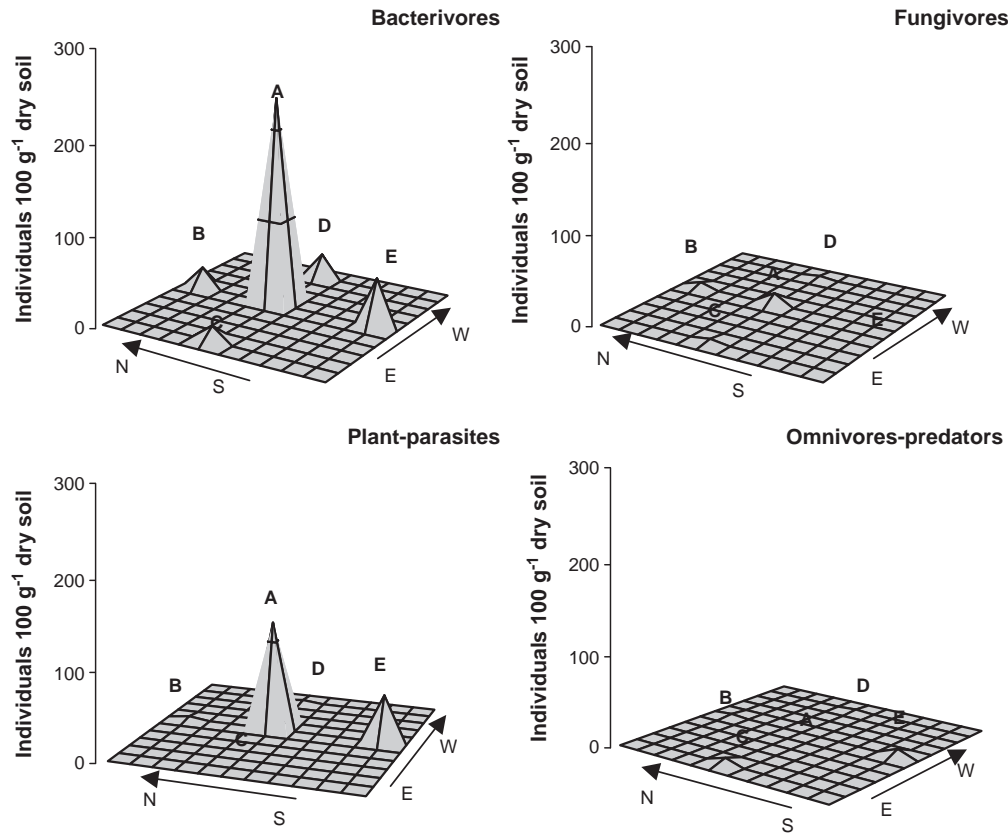 Bacterivores
Individuals 100 g⁻¹ dry soil
300
200
100
0
A
B
D
E
C
N
S
E
W
Fungivores
Individuals 100 g⁻¹ dry soil
300
200
100
0
B
D
A
C
E
N
S
E
W
Plant-parasites
Individuals 100 g⁻¹ dry soil
300
200
100
0
A
B
D
E
C
N
S
E
W
Omnivores-predators
Individuals 100 g⁻¹ dry soil
300
200
100
0
B
D
A
E
C
N
S
E
W